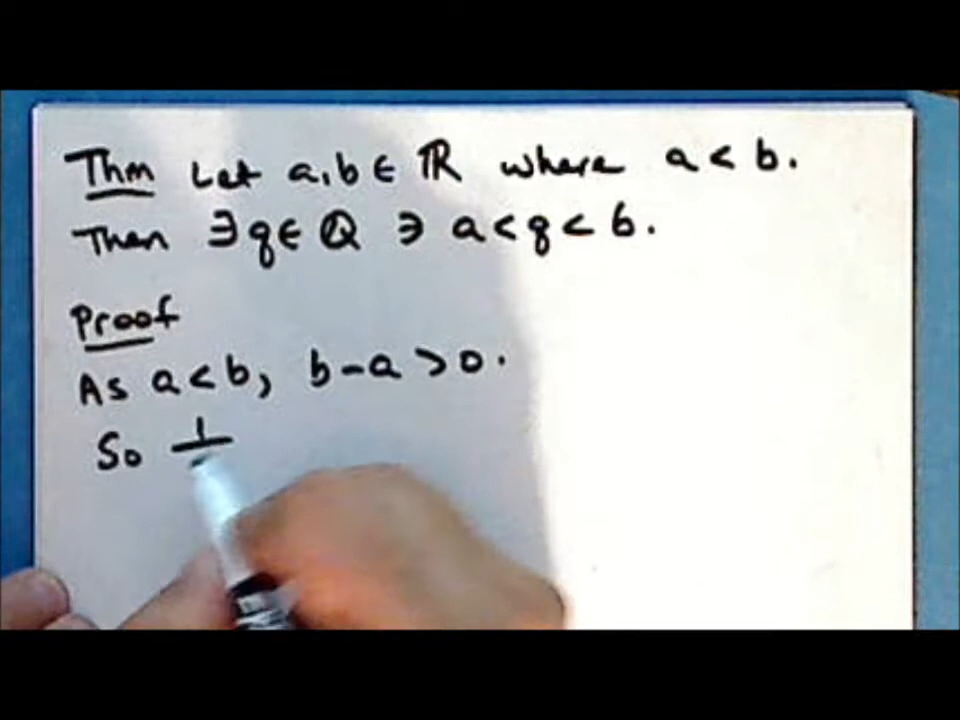 Thm Let a, b ∈ ℝ where a < b.
Then ∃ q ∈ ℚ ∋ a < q < b.
Proof
As a < b, b - a > 0.
So 1/